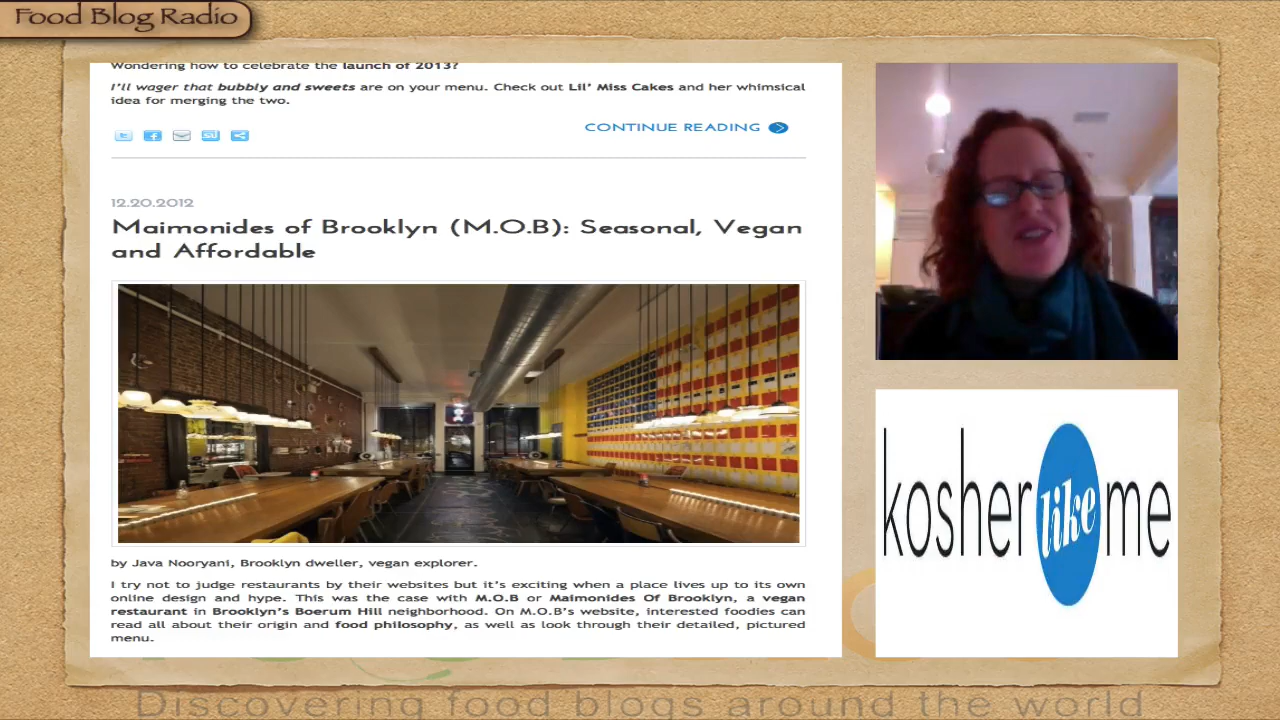 Food Blog Radio
Wondering how to celebrate the launch of 2013?
I'll wager that bubbly and sweets are on your menu. Check out Lil' Miss Cakes and her whimsical
idea for merging the two.
CONTINUE READING
12.20.2012
Maimonides of Brooklyn (M.O.B): Seasonal, Vegan
and Affordable
by Java Nooryani, Brooklyn dweller, vegan explorer.
I try not to judge restaurants by their websites but it's exciting when a place lives up to its own
online design and hype. This was the case with M.O.B or Maimonides Of Brooklyn, a vegan
restaurant in Brooklyn's Boerum Hill neighborhood. On M.O.B's website, interested foodies can
read all about their origin and food philosophy, as well as look through their detailed, pictured
menu.
kosher like me
Discovering food blogs around the world